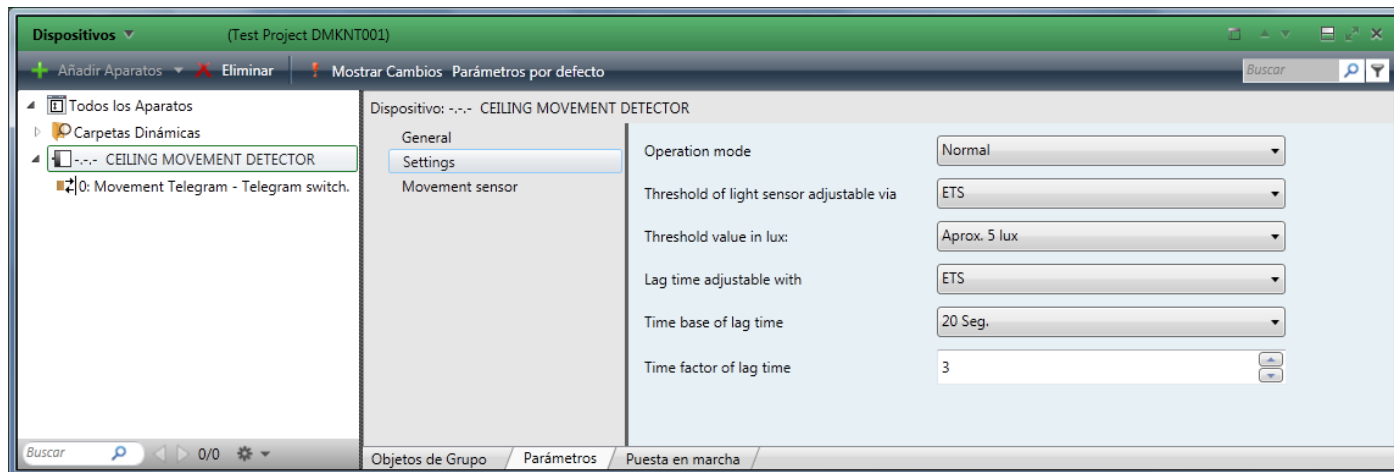 Dispositivos (Test Project DMKNT001)
Añadir Aparatos Eliminar Mostrar Cambios Parámetros por defecto Buscar
Todos los Aparatos
Carpetas Dinámicas
-.-.- CEILING MOVEMENT DETECTOR
0: Movement Telegram - Telegram switch.
Buscar 0/0
Dispositivo: -.-.- CEILING MOVEMENT DETECTOR
General
Settings
Movement sensor
Operation mode Normal
Threshold of light sensor adjustable via ETS
Threshold value in lux: Aprox. 5 lux
Lag time adjustable with ETS
Time base of lag time 20 Seg.
Time factor of lag time 3
Objetos de Grupo Parámetros Puesta en marcha